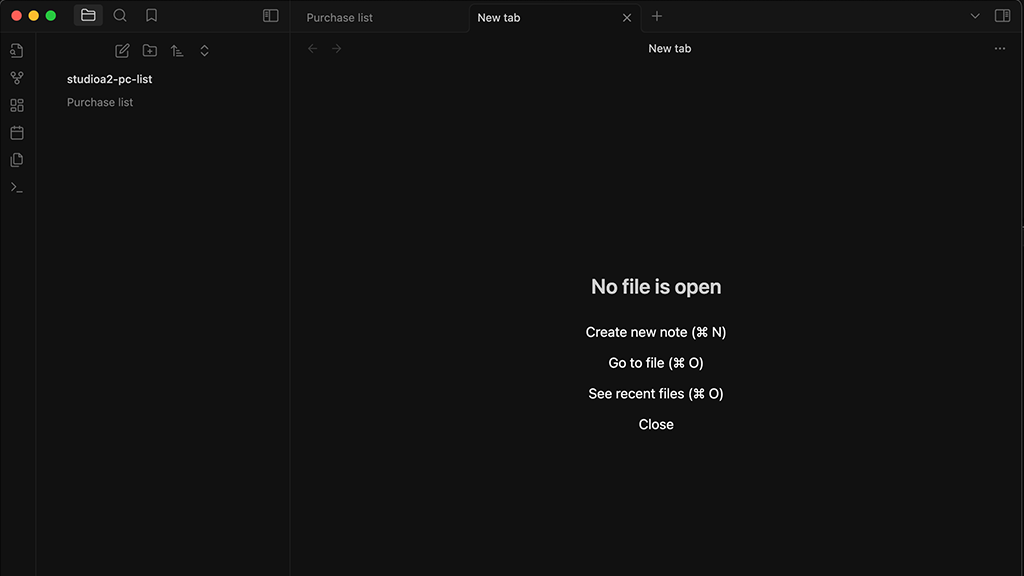 Purchase list
New tab
New tab
studioa2-pc-list
Purchase list
No file is open
Create new note (⌘ N)
Go to file (⌘ O)
See recent files (⌘ O)
Close